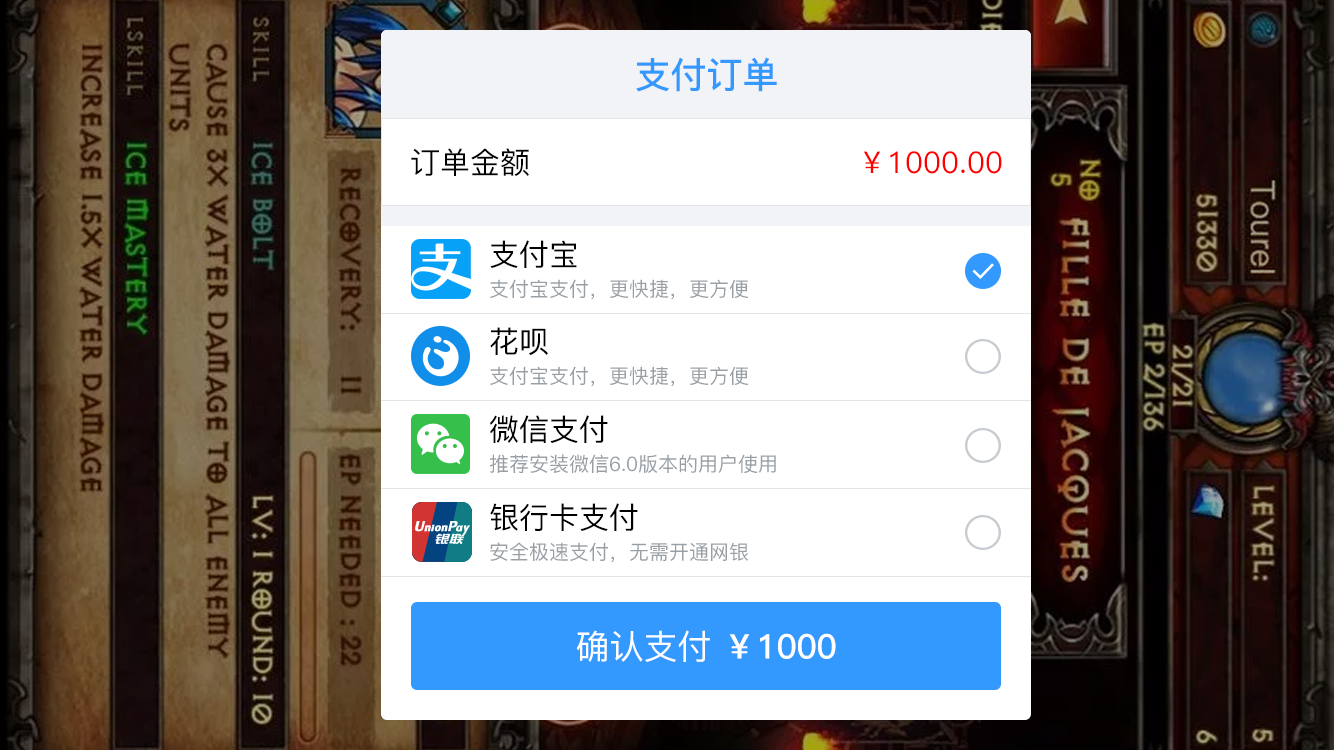 支付订单
订单金额
￥1000.00
支付宝
支付宝支付，更快捷，更方便
花呗
支付宝支付，更快捷，更方便
微信支付
推荐安装微信6.0版本的用户使用
UnionPay
银联
银行卡支付
安全极速支付，无需开通网银
确认支付 ￥1000
Tourel
51330
LEVEL:
21/21
EP 2/136
NO
5
FILLE DE JACQUES
RECOVERY: 11
EP NEEDED : 22
SKILL ICE BOLT LV: 1 ROUND: 10
CAUSE 3X WATER DAMAGE TO ALL ENEMY
UNITS
LSKILL ICE MASTERY
INCREASE 1.5X WATER DAMAGE